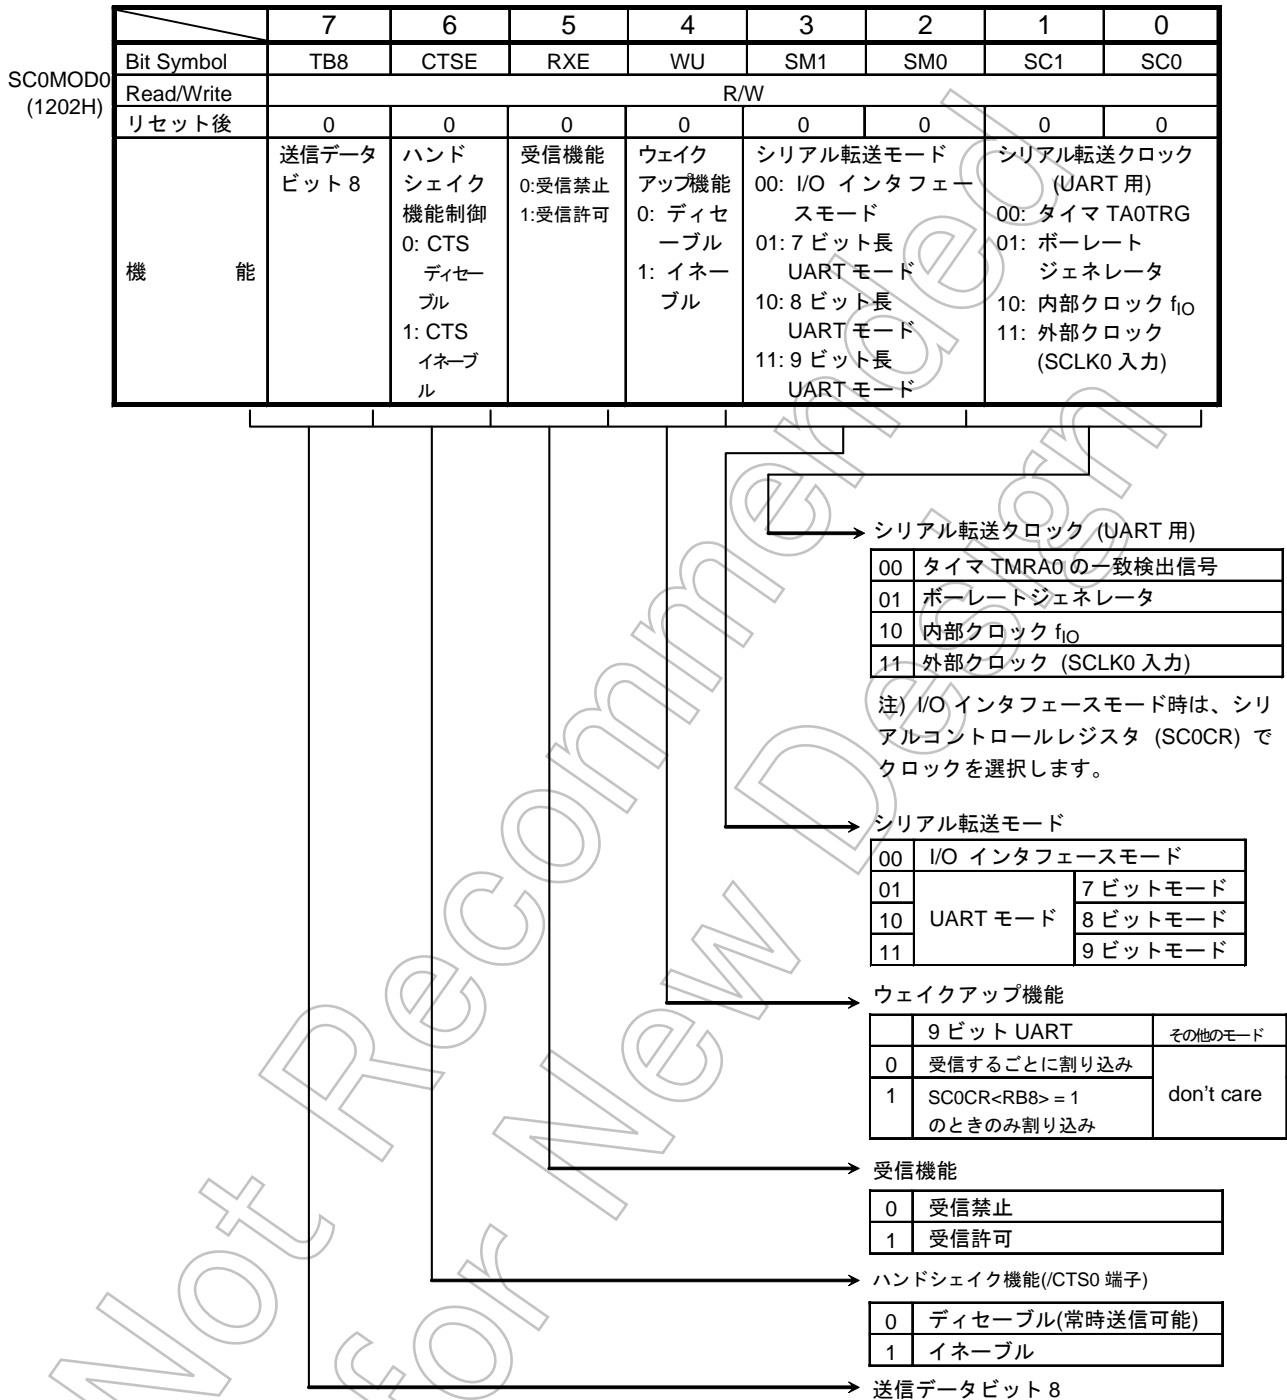 7 6 5 4 3 2 1 0
Bit Symbol TB8 CTSE RXE WU SM1 SM0 SC1 SC0
SC0MOD0
(1202H)
Read/Write R/W
リセット後 0 0 0 0 0 0 0 0
機 能
送信データ
ビット 8
ハンド
シェイク
機能制御
0: CTS
ディセー
ブル
1: CTS
イネーブ
ル
受信機能
0:受信禁止
1:受信許可
ウェイク
アップ機能
0: ディセ
ーブル
1: イネー
ブル
シリアル転送モード
00: I/O インタフェー
スモード
01: 7 ビット長
UART モード
10: 8 ビット長
UART モード
11: 9 ビット長
UART モード
シリアル転送クロック
(UART 用)
00: タイマ TA0TRG
01: ボーレート
ジェネレータ
10: 内部クロック fIO
11: 外部クロック
(SCLK0 入力)
シリアル転送クロック (UART 用)
00 タイマ TMRA0 の一致検出信号
01 ボーレートジェネレータ
10 内部クロック fIO
11 外部クロック (SCLK0 入力)
注) I/O インタフェースモード時は、シリ
アルコントロールレジスタ (SC0CR) で
クロックを選択します。
シリアル転送モード
00 I/O インタフェースモード
01 7 ビットモード
10 UART モード 8 ビットモード
11 9 ビットモード
ウェイクアップ機能
9 ビット UART その他のモード
0 受信するごとに割り込み
1 SC0CR<RB8> = 1 don't care
のときのみ割り込み
受信機能
0 受信禁止
1 受信許可
ハンドシェイク機能(/CTS0 端子)
0 ディセーブル(常時送信可能)
1 イネーブル
送信データビット 8
Not Recommended
for New Design